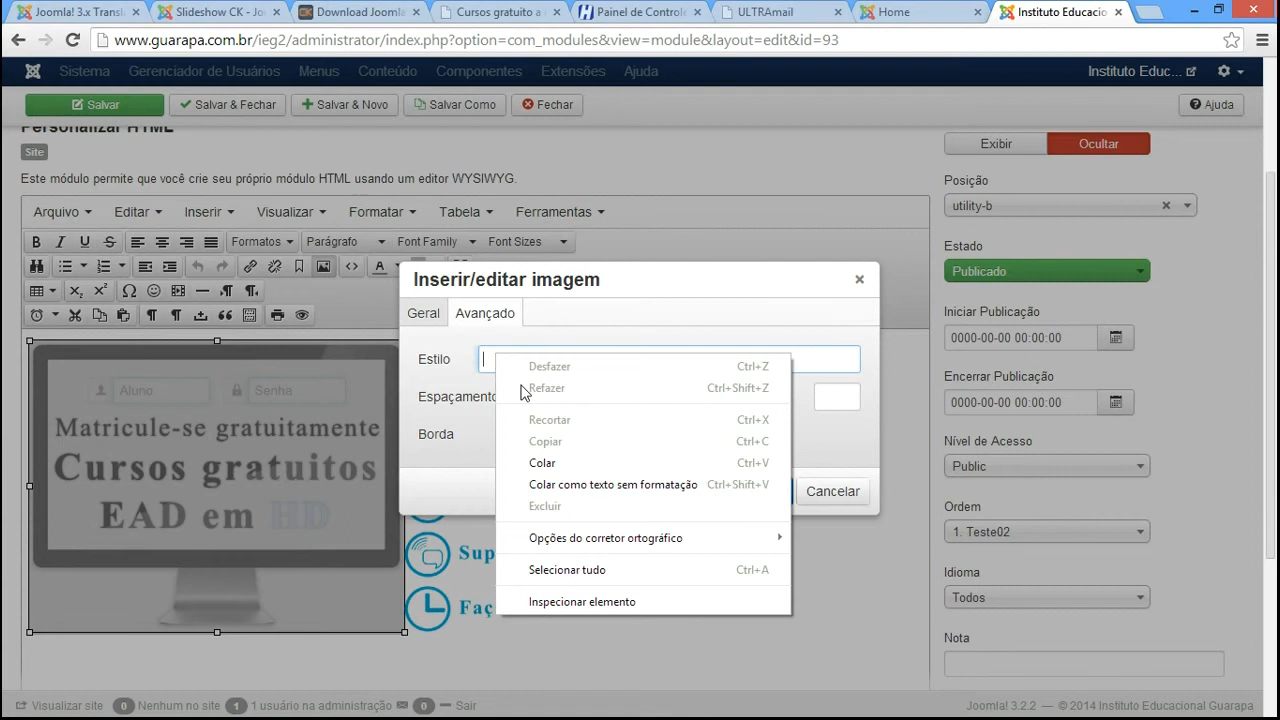 Joomla! 3.x Transla
Slideshow CK - Joo
Download Joomla
Cursos gratuito a
Painel de Controle
ULTRAmail
Home
Instituto Educacio
www.guarapa.com.br/ieg2/administrator/index.php?option=com_modules&view=module&layout=edit&id=93
Sistema Gerenciador de Usuários Menus Conteúdo Componentes Extensões Ajuda
Instituto Educ...
Salvar
Salvar & Fechar
Salvar & Novo
Salvar Como
Fechar
Ajuda
Personalizar HTML
Site
Este módulo permite que você crie seu próprio módulo HTML usando um editor WYSIWYG.
Arquivo Editar Inserir Visualizar Formatar Tabela Ferramentas
Formatos Parágrafo Font Family Font Sizes
Inserir/editar imagem
Geral
Avançado
Estilo
Espaçamento
Borda
Cancelar
Desfazer Ctrl+Z
Refazer Ctrl+Shift+Z
Recortar Ctrl+X
Copiar Ctrl+C
Colar Ctrl+V
Colar como texto sem formatação Ctrl+Shift+V
Excluir
Opções do corretor ortográfico
Selecionar tudo Ctrl+A
Inspecionar elemento
Aluno
Senha
Matricule-se gratuitamente
Cursos gratuitos
EAD em HD
Sup
Faç
Exibir
Ocultar
Posição
utility-b
Estado
Publicado
Iniciar Publicação
0000-00-00 00:00:00
Encerrar Publicação
0000-00-00 00:00:00
Nível de Acesso
Public
Ordem
1. Teste02
Idioma
Todos
Nota
Visualizar site 0 Nenhum no site 1 1 usuário na administração 0 Sair
Joomla! 3.2.2 — © 2014 Instituto Educacional Guarapa